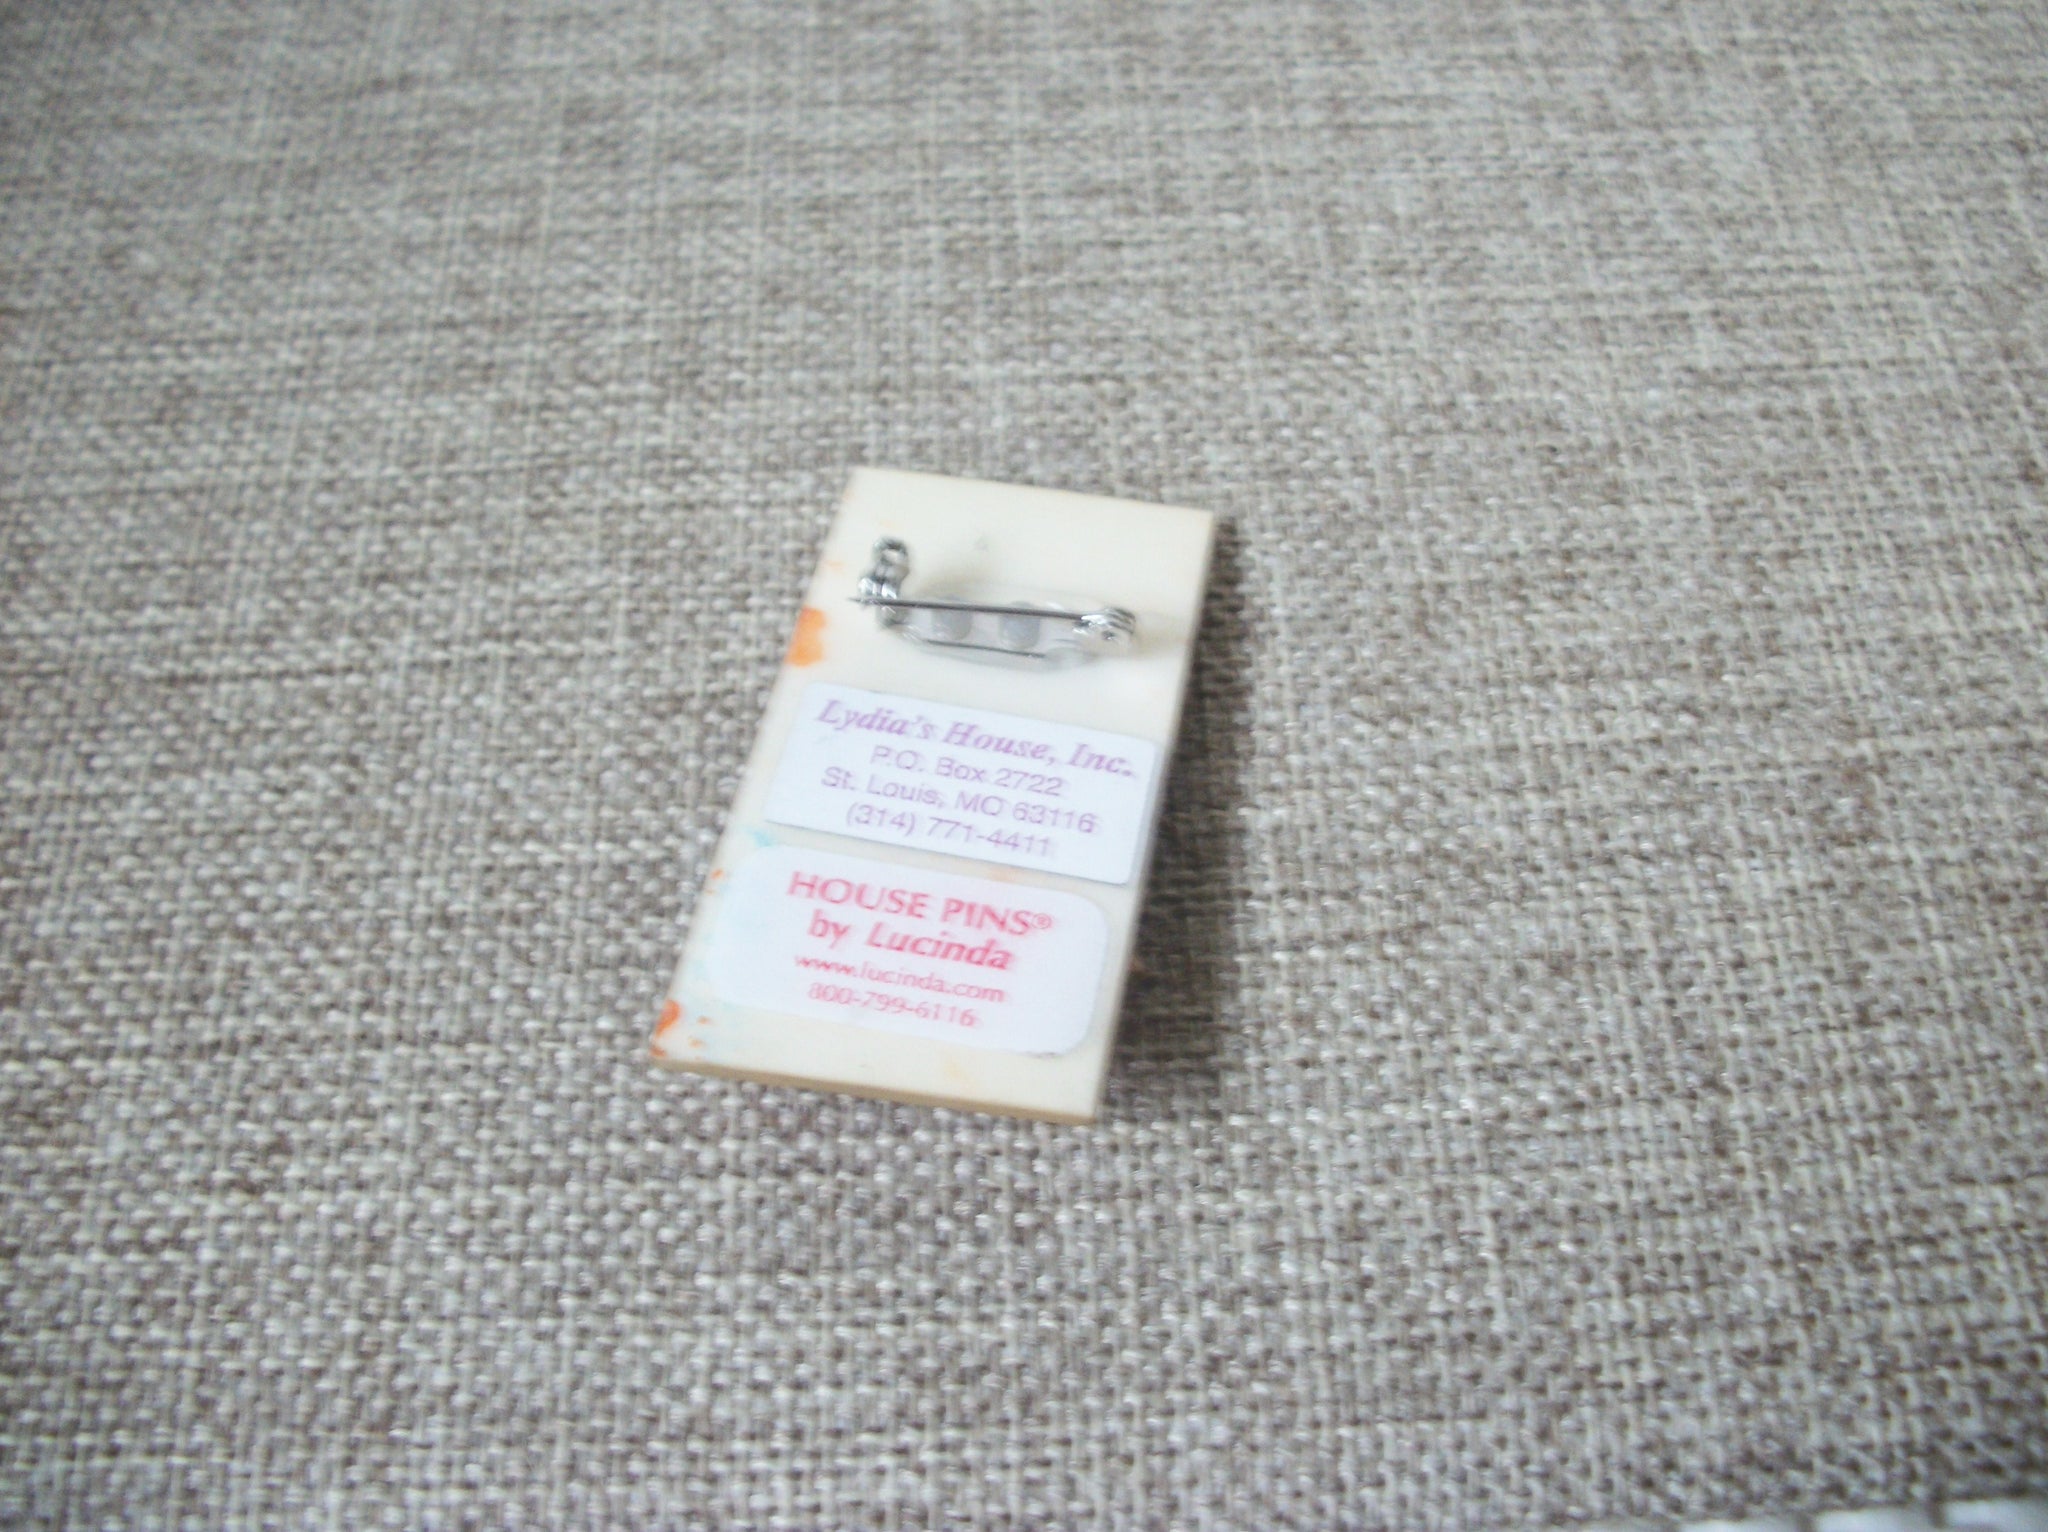 Lydia's House, Inc.
P.O. Box 2722
St. Louis, MO 63116
(314) 771-4411
HOUSE PINS®
by Lucinda
www.lucinda.com
800-799-6116